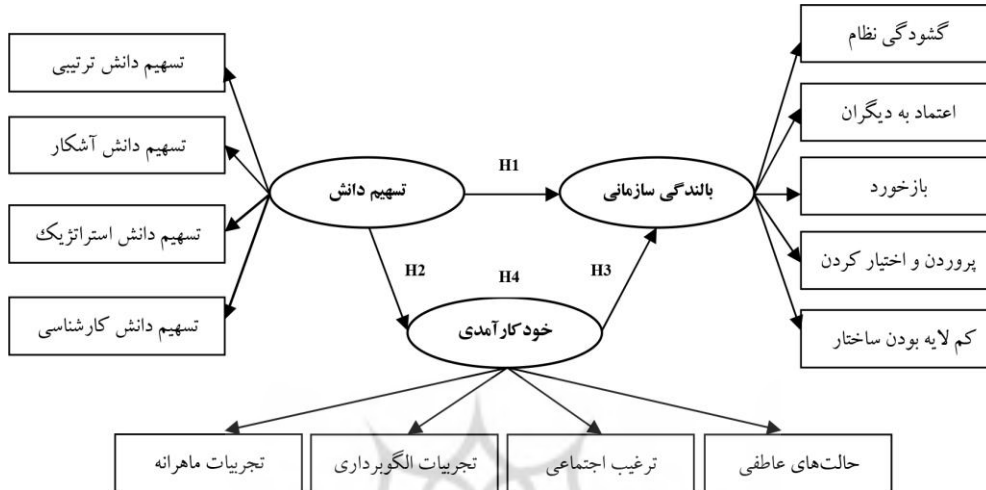 گشودگی نظام
اعتماد به دیگران
بازخورد
پروردن و اختیار کردن
کم لایه بودن ساختار
بالندگی سازمانی
H1
تسهیم دانش
تسهیم دانش ترتیبی
تسهیم دانش آشکار
تسهیم دانش استراتژیک
تسهیم دانش کارشناسی
H3
H4
H2
خودکارآمدی
حالت‌های عاطفی
ترغیب اجتماعی
تجربیات الگوبرداری
تجربیات ماهرانه